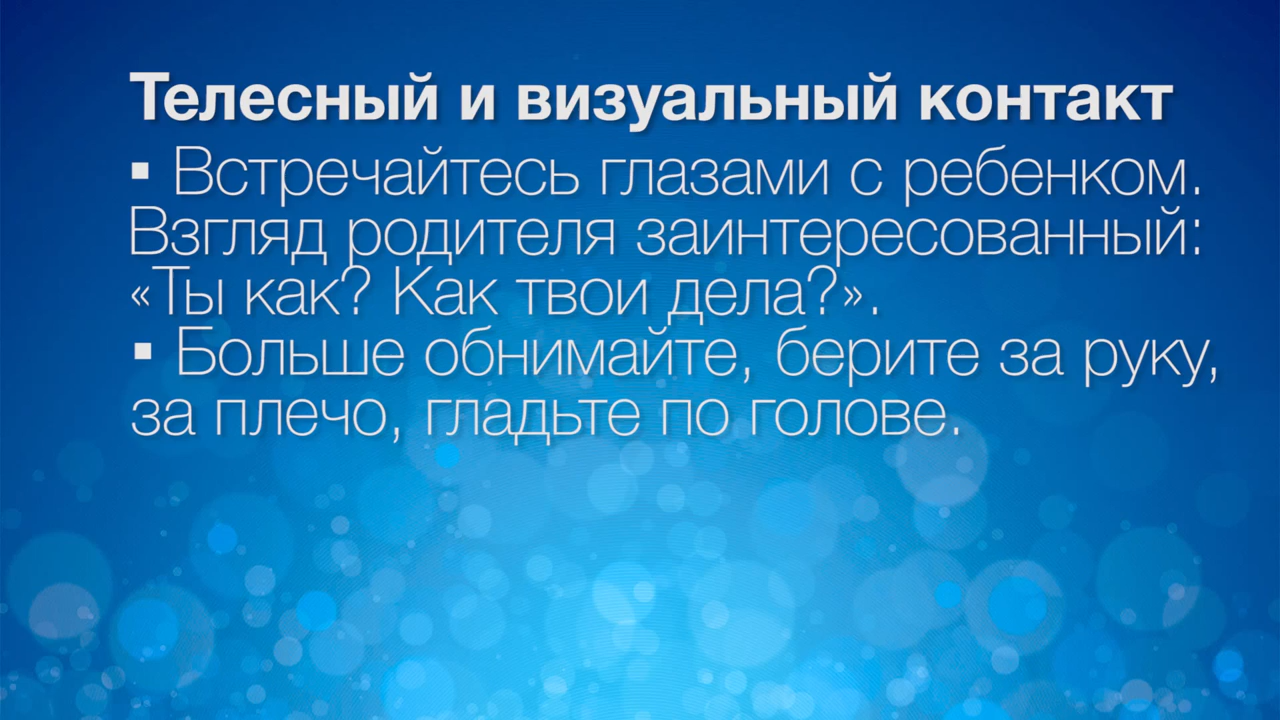 Телесный и визуальный контакт
▪ Встречайтесь глазами с ребенком.
Взгляд родителя заинтересованный:
«Ты как? Как твои дела?».
▪ Больше обнимайте, берите за руку,
за плечо, гладьте по голове.